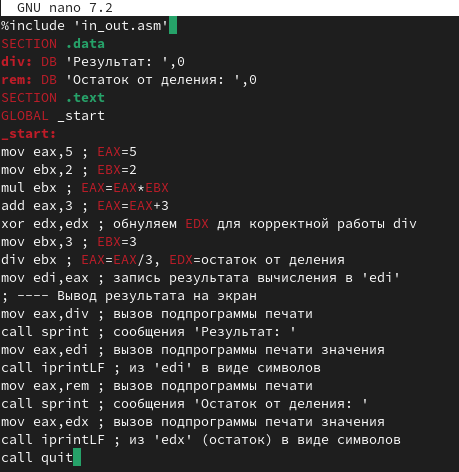 GNU nano 7.2
%include 'in_out.asm'
SECTION .data
div: DB 'Результат: ',0
rem: DB 'Остаток от деления: ',0
SECTION .text
GLOBAL _start
_start:
mov eax,5 ; EAX=5
mov ebx,2 ; EBX=2
mul ebx ; EAX=EAX*EBX
add eax,3 ; EAX=EAX+3
xor edx,edx ; обнуляем EDX для корректной работы div
mov ebx,3 ; EBX=3
div ebx ; EAX=EAX/3, EDX=остаток от деления
mov edi,eax ; запись результата вычисления в 'edi'
; ---- Вывод результата на экран
mov eax,div ; вызов подпрограммы печати
call sprint ; сообщения 'Результат: '
mov eax,edi ; вызов подпрограммы печати значения
call iprintLF ; из 'edi' в виде символов
mov eax,rem ; вызов подпрограммы печати
call sprint ; сообщения 'Остаток от деления: '
mov eax,edx ; вызов подпрограммы печати значения
call iprintLF ; из 'edx' (остаток) в виде символов
call quit